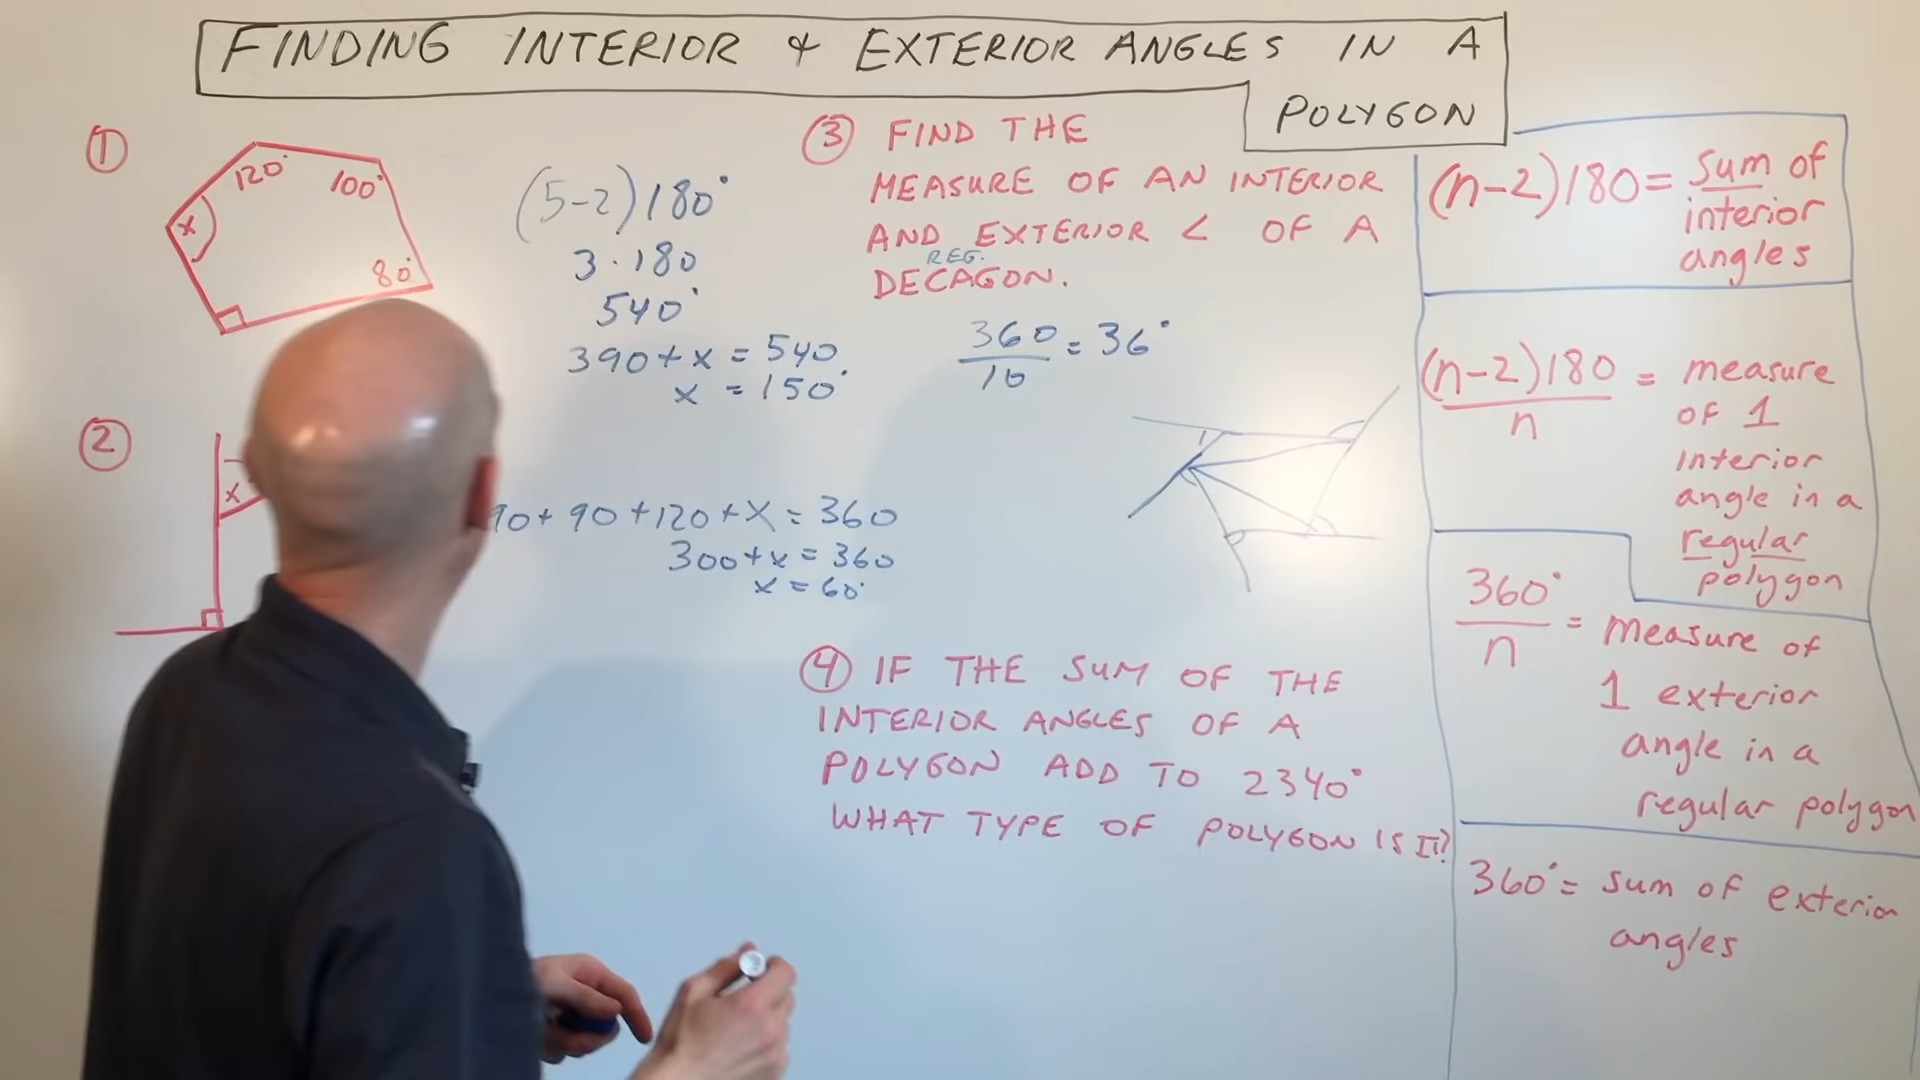 FINDING INTERIOR & EXTERIOR ANGLES IN A
POLYGON
1
120°
100°
x
80°
(5-2)180°
3·180
540°
390+x=540
x=150°
2
x
90+90+120+x=360
300+x=360
x=60°
3 FIND THE
MEASURE OF AN INTERIOR
AND EXTERIOR < OF A
REG.
DECAGON.
360
10
=36°
4 IF THE SUM OF THE
INTERIOR ANGLES OF A
POLYGON ADD TO 2340°
WHAT TYPE OF POLYGON IS IT?
(n-2)180= sum of
interior
angles
(n-2)180
n
= measure
of 1
interior
angle in a
regular
polygon
360°
n
= measure of
1 exterior
angle in a
regular polygon
360°= sum of exterior
angles